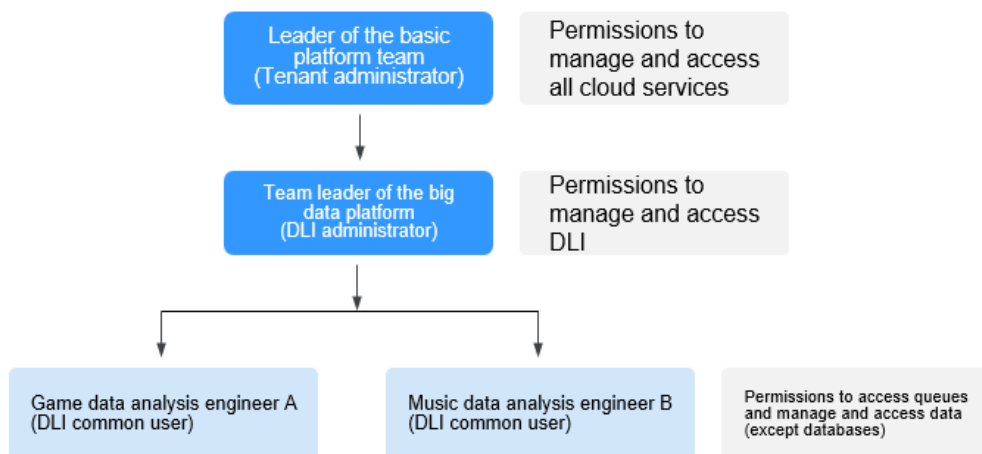 Leader of the basic
platform team
(Tenant administrator)
Permissions to
manage and access
all cloud services
Team leader of the big
data platform
(DLI administrator)
Permissions to
manage and access
DLI
Game data analysis engineer A
(DLI common user)
Music data analysis engineer B
(DLI common user)
Permissions to access queues
and manage and access data
(except databases)